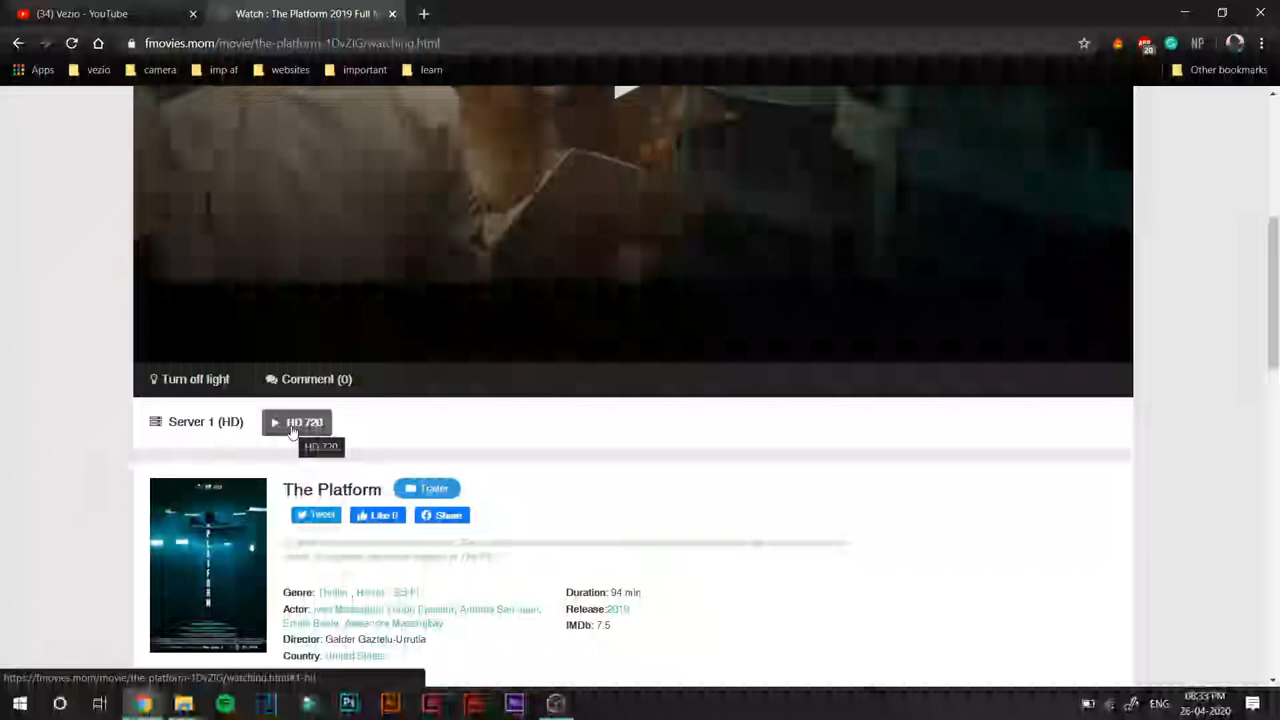 (34) Vezio - YouTube
Watch : The Platform 2019 Full
fmovies.mom/movie/the-platform-1DvZIG/watching.html
NP
Apps
vezio
camera
imp af
websites
important
learn
Other bookmarks
Turn off light
Comment (0)
Server 1 (HD)
HD 720
HD 720
The Platform
Trailer
Tweet
Like 0
Share
Genre: Thriller , Horror , Sci-Fi
Duration: 94 min
Actor:
Release: 2019
IMDb: 7.5
Director: Galder Gaztelu-Urrutia
Country: United States
https://fmovies.mom/movie/the-platform-1DvZIG/watching.html
ENG
06:33 PM
26-04-2020